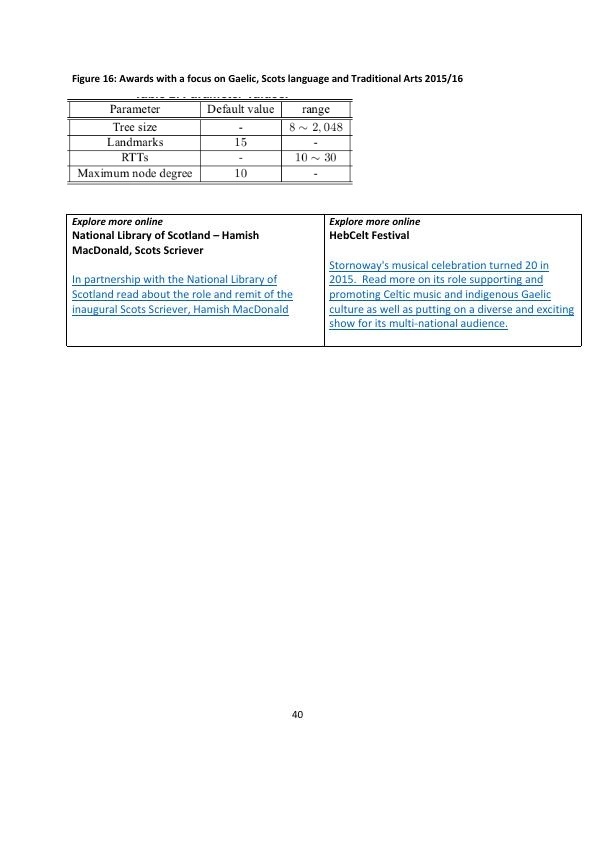 Figure 16: Awards with a focus on Gaelic, Scots language and Traditional Arts 2015/16
Parameter Default value range
Tree size - 8 ∼ 2,048
Landmarks 15 -
RTTs - 10 ∼ 30
Maximum node degree 10 -
Explore more online
National Library of Scotland – Hamish
MacDonald, Scots Scriever
In partnership with the National Library of
Scotland read about the role and remit of the
inaugural Scots Scriever, Hamish MacDonald
Explore more online
HebCelt Festival
Stornoway's musical celebration turned 20 in
2015.  Read more on its role supporting and
promoting Celtic music and indigenous Gaelic
culture as well as putting on a diverse and exciting
show for its multi-national audience.
40